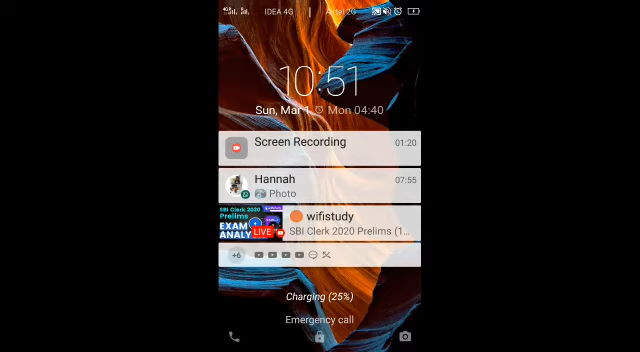 4G IDEA 4G | Airtel 2G
10:51
Sun, Mar 1 Mon 04:40
Screen Recording 01:20
Hannah 07:55
Photo
SBI Clerk 2020
Prelims
EXAM
ANALY
LIVE
wifistudy
SBI Clerk 2020 Prelims (1...
+6
Charging (25%)
Emergency call